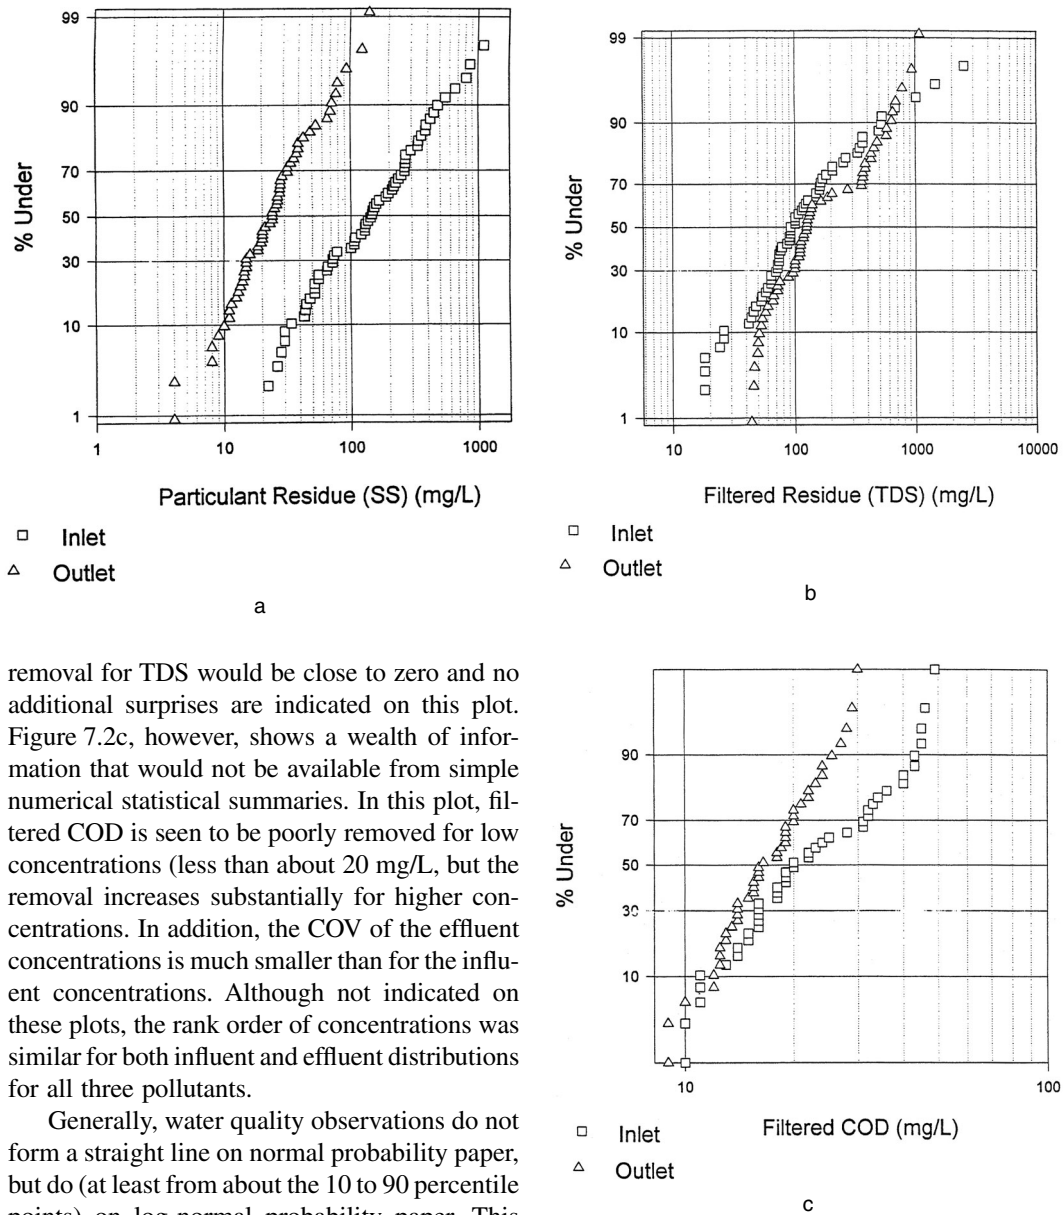 99
90
70
50
30
10
1
% Under
1
10
100
1000
Particulant Residue (SS) (mg/L)
Inlet
Outlet
a
99
90
70
50
30
10
1
% Under
10
100
1000
10000
Filtered Residue (TDS) (mg/L)
Inlet
Outlet
b
removal for TDS would be close to zero and no
additional surprises are indicated on this plot.
Figure 7.2c, however, shows a wealth of infor-
mation that would not be available from simple
numerical statistical summaries. In this plot, fil-
tered COD is seen to be poorly removed for low
concentrations (less than about 20 mg/L, but the
removal increases substantially for higher con-
centrations. In addition, the COV of the effluent
concentrations is much smaller than for the influ-
ent concentrations. Although not indicated on
these plots, the rank order of concentrations was
similar for both influent and effluent distributions
for all three pollutants.
Generally, water quality observations do not
form a straight line on normal probability paper,
but do (at least from about the 10 to 90 percentile
points) on log-normal probability paper. This
90
70
50
30
10
% Under
10
100
Filtered COD (mg/L)
Inlet
Outlet
c